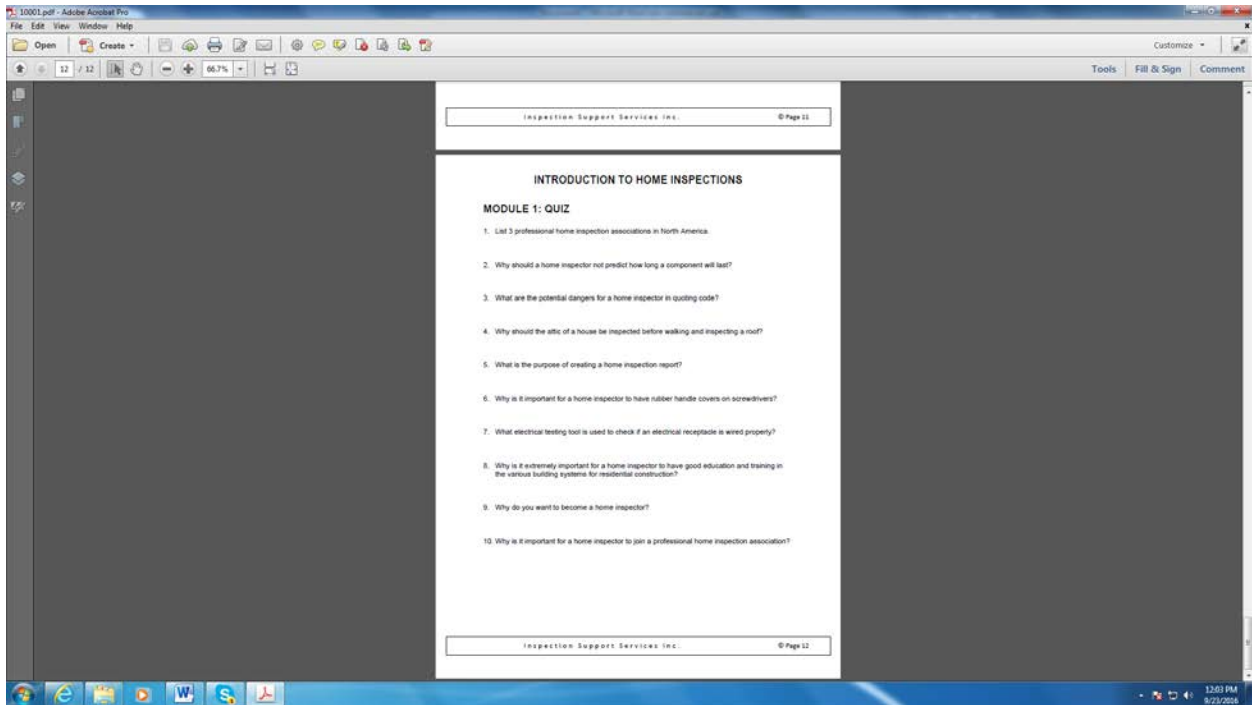 10001.pdf - Adobe Acrobat Pro
File Edit View Window Help
Open Create Customize
12 / 12 66.7% Tools Fill & Sign Comment
Inspection Support Services Inc. © Page 11
INTRODUCTION TO HOME INSPECTIONS
MODULE 1: QUIZ
1. List 3 professional home inspection associations in North America.
2. Why should a home inspector not predict how long a component will last?
3. What are the potential dangers for a home inspector in quoting code?
4. Why should the attic of a house be inspected before walking and inspecting a roof?
5. What is the purpose of creating a home inspection report?
6. Why is it important for a home inspector to have rubber handle covers on screwdrivers?
7. What electrical testing tool is used to check if an electrical receptacle is wired properly?
8. Why is it extremely important for a home inspector to have good education and training in
the various building systems for residential construction?
9. Why do you want to become a home inspector?
10. Why is it important for a home inspector to join a professional home inspection association?
Inspection Support Services Inc. © Page 12
12:03 PM
9/23/2016